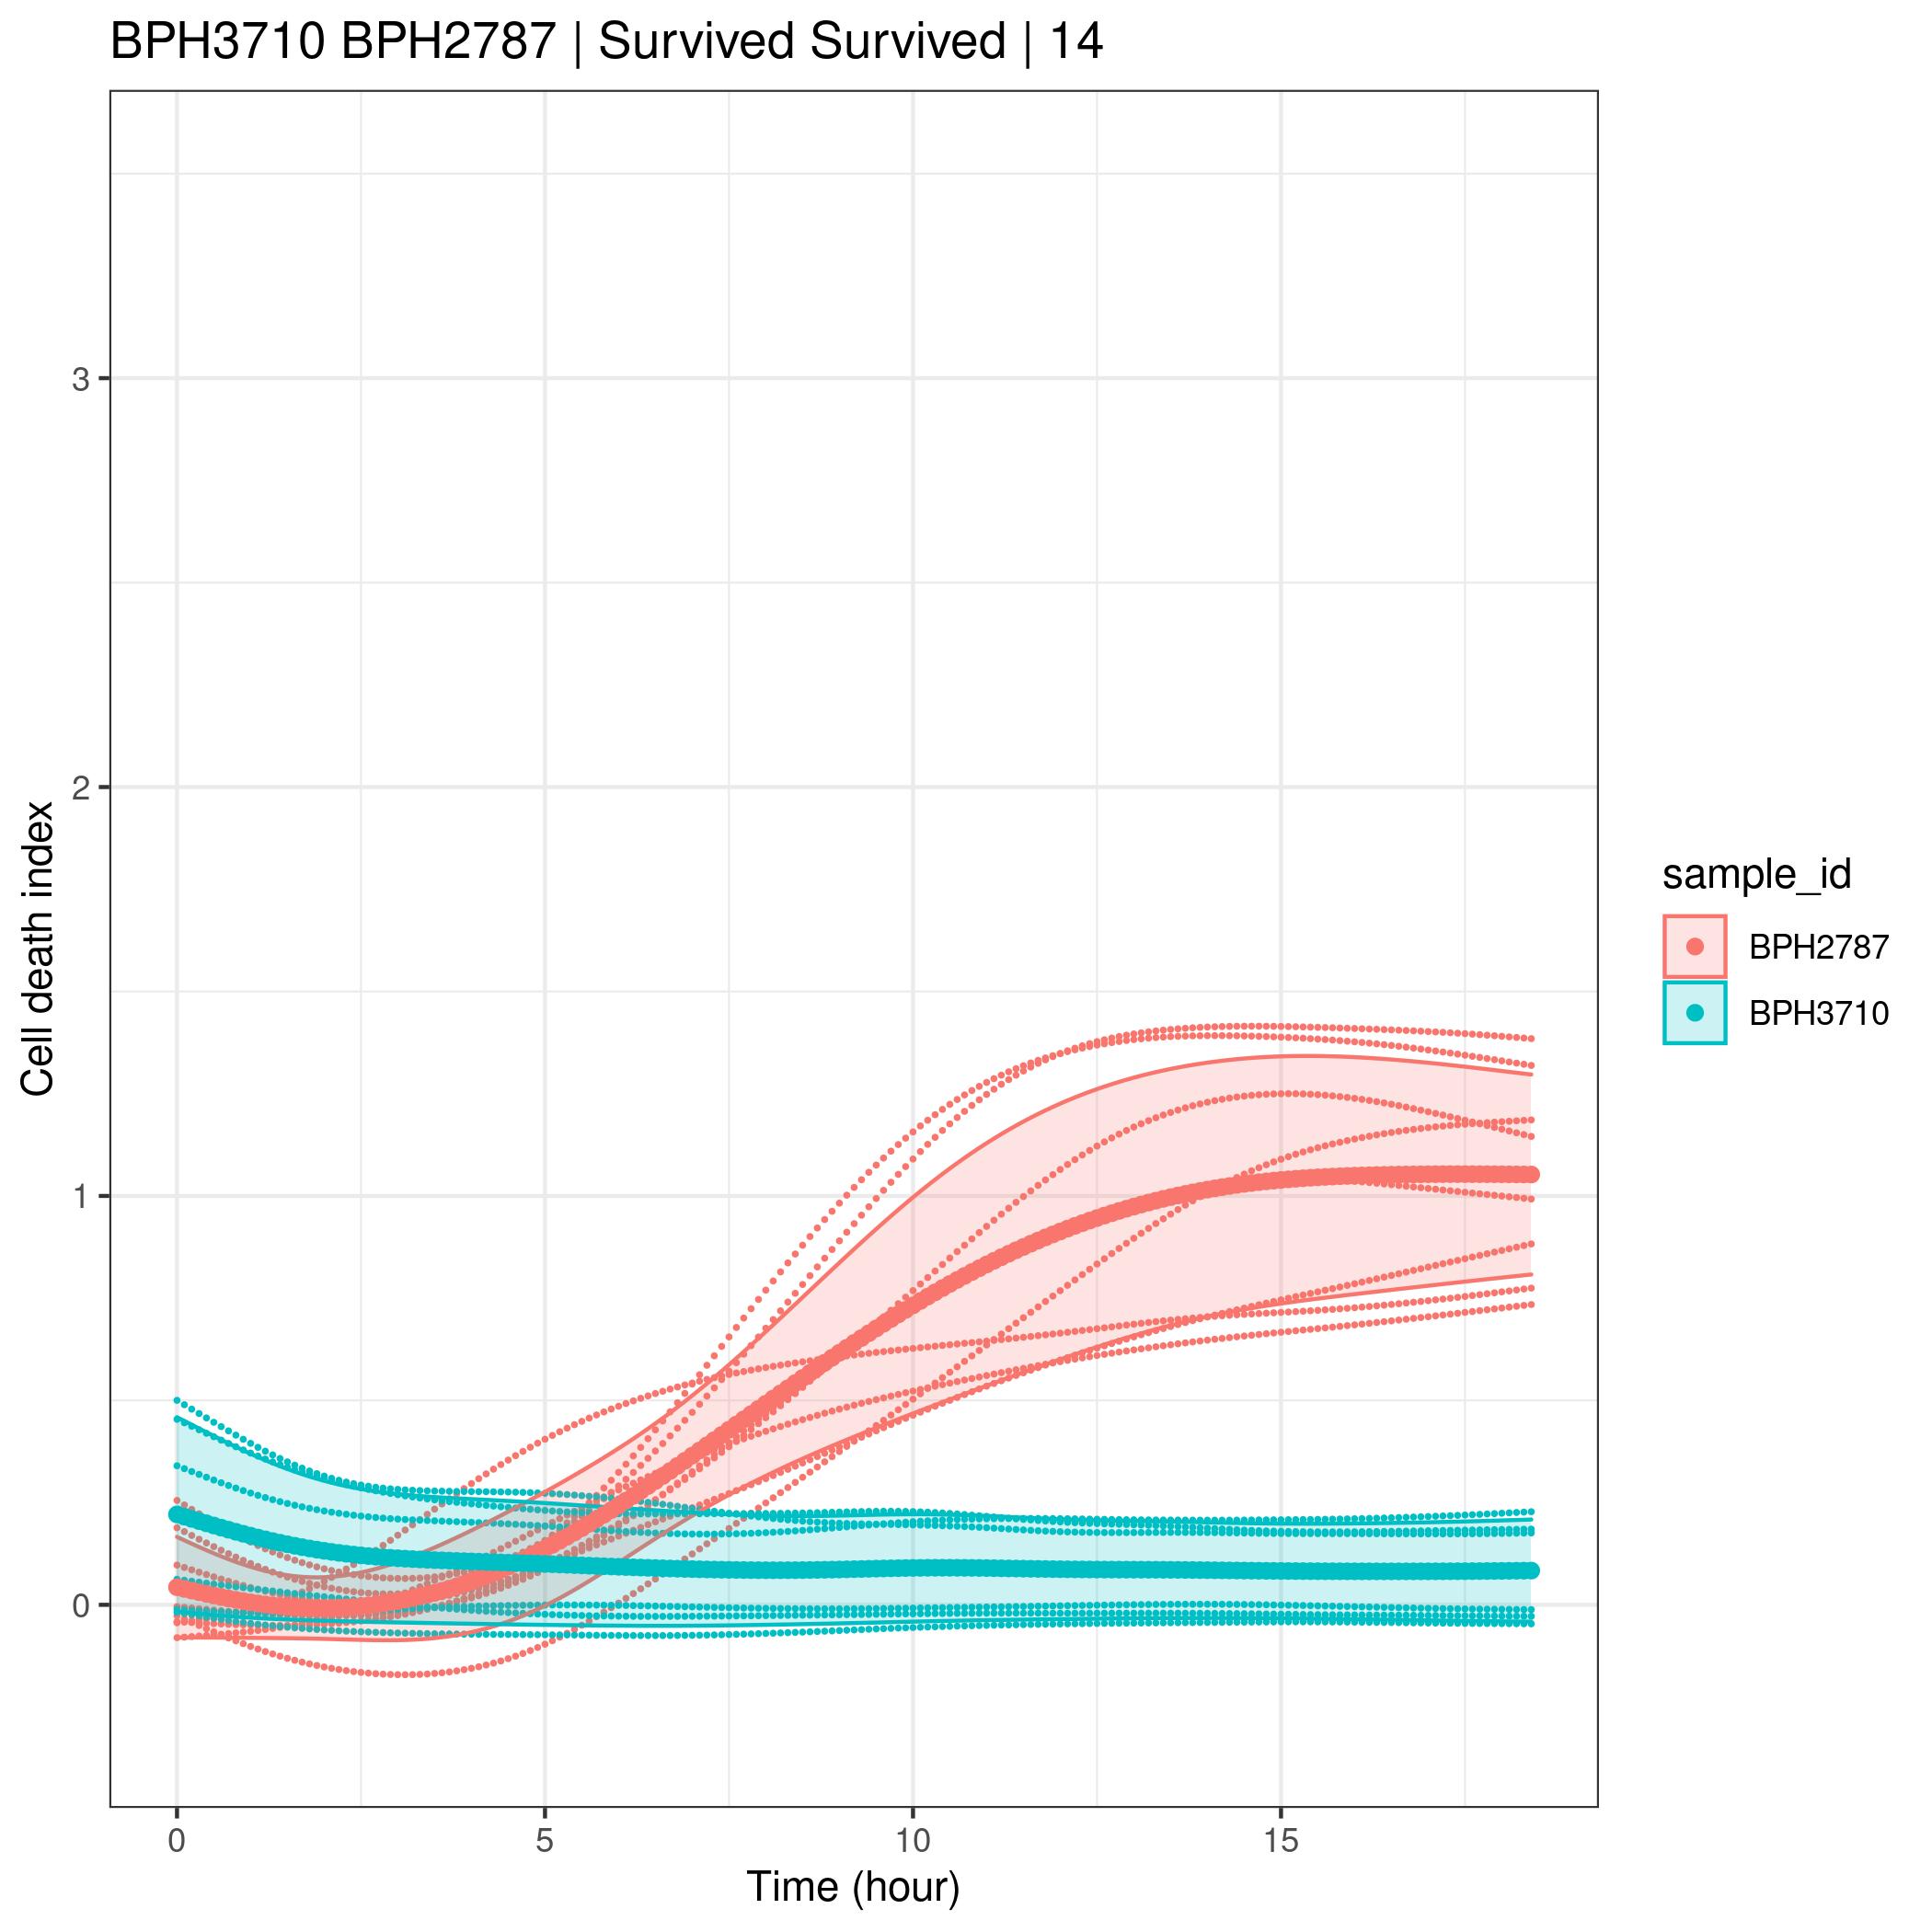 BPH3710 BPH2787 | Survived Survived | 14
Cell death index
3
2
1
0
0 5 10 15
Time (hour)
sample_id
BPH2787
BPH3710